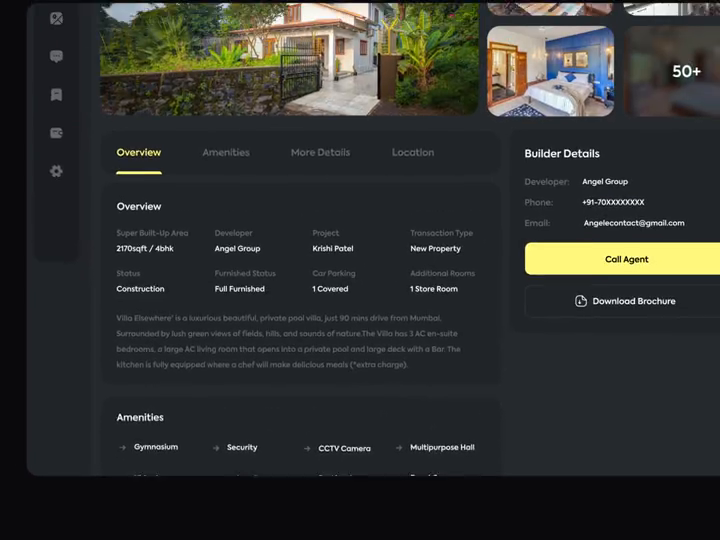 50+
Overview Amenities More Details Location
Overview
Super Built-Up Area Developer Project Transaction Type
2170sqft / 4bhk Angel Group Krishi Patel New Property
Status Furnished Status Car Parking Additional Rooms
Construction Full Furnished 1 Covered 1 Store Room
Villa Elsewhere' is a luxurious beautiful, private pool villa, just 90 mins drive from Mumbai.
Surrounded by lush green views of fields, hills, and sounds of nature.The Villa has 3 AC en-suite
bedrooms, a large AC living room that opens into a private pool and large deck with a Bar. The
kitchen is fully equipped where a chef will make delicious meals (*extra charge).
Amenities
Gymnasium Security CCTV Camera Multipurpose Hall
Builder Details
Developer: Angel Group
Phone: +91-70XXXXXXXX
Email: Angelecontact@gmail.com
Call Agent
Download Brochure